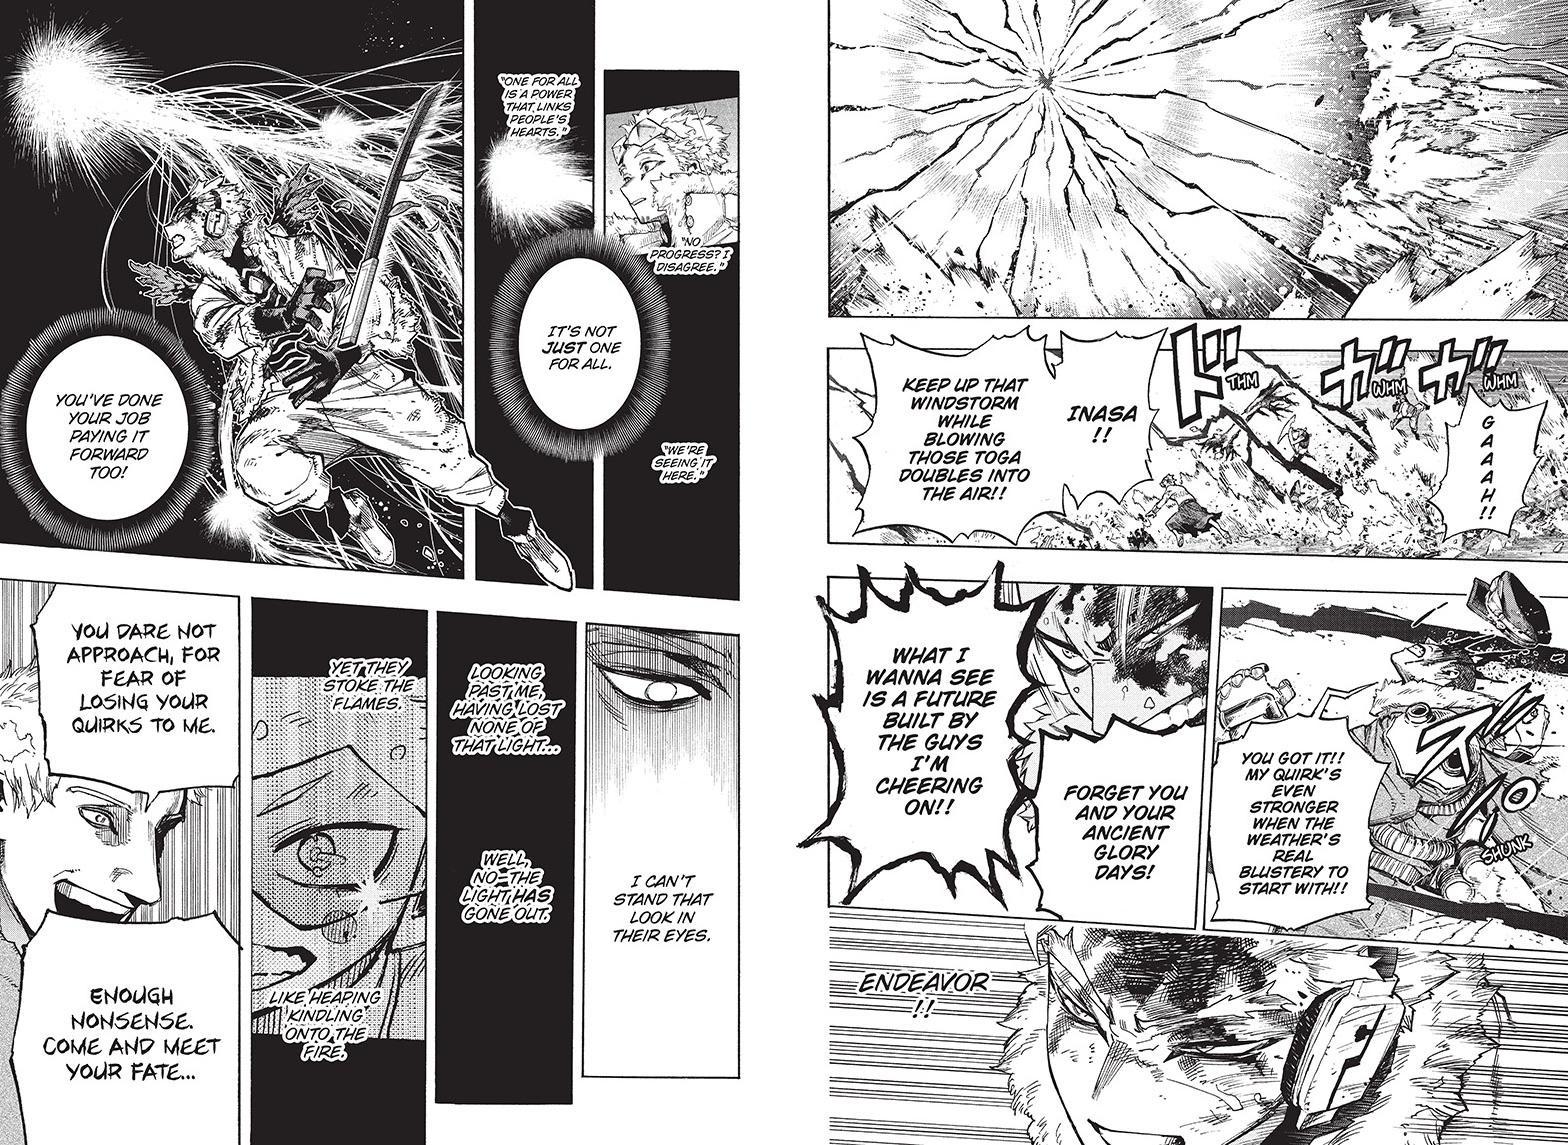 GAAAH!!
ガッ
WHM
ガッ
WHM
ドッ
THM
INASA
!!
KEEP UP THAT
WINDSTORM
WHILE
BLOWING
THOSE TOGA
DOUBLES INTO
THE AIR!!
SHUNK
YOU GOT IT!!
MY QUIRK'S
EVEN
STRONGER
WHEN THE
WEATHER'S
REAL
BLUSTERY TO
START WITH!!
FORGET YOU
AND YOUR
ANCIENT
GLORY
DAYS!
WHAT I
WANNA SEE
IS A FUTURE
BUILT BY
THE GUYS
I'M
CHEERING
ON!!
ENDEAVOR
!!
"NO
PROGRESS? I
DISAGREE."
"WE'RE
SEEING IT
HERE."
"ONE FOR ALL
IS A POWER
THAT LINKS
PEOPLE'S
HEARTS."
IT'S NOT
JUST ONE
FOR ALL.
YOU'VE DONE
YOUR JOB
PAYING IT
FORWARD
TOO!
I CAN'T
STAND THAT
LOOK IN
THEIR EYES.
LOOKING
PAST ME,
HAVING LOST
NONE OF
THAT LIGHT...
WELL,
NO–THE
LIGHT HAS
GONE OUT.
YET THEY
STOKE THE
FLAMES.
LIKE HEAPING
KINDLING
ONTO THE
FIRE.
YOU DARE NOT
APPROACH, FOR
FEAR OF
LOSING YOUR
QUIRKS TO ME.
ENOUGH
NONSENSE.
COME AND MEET
YOUR FATE...